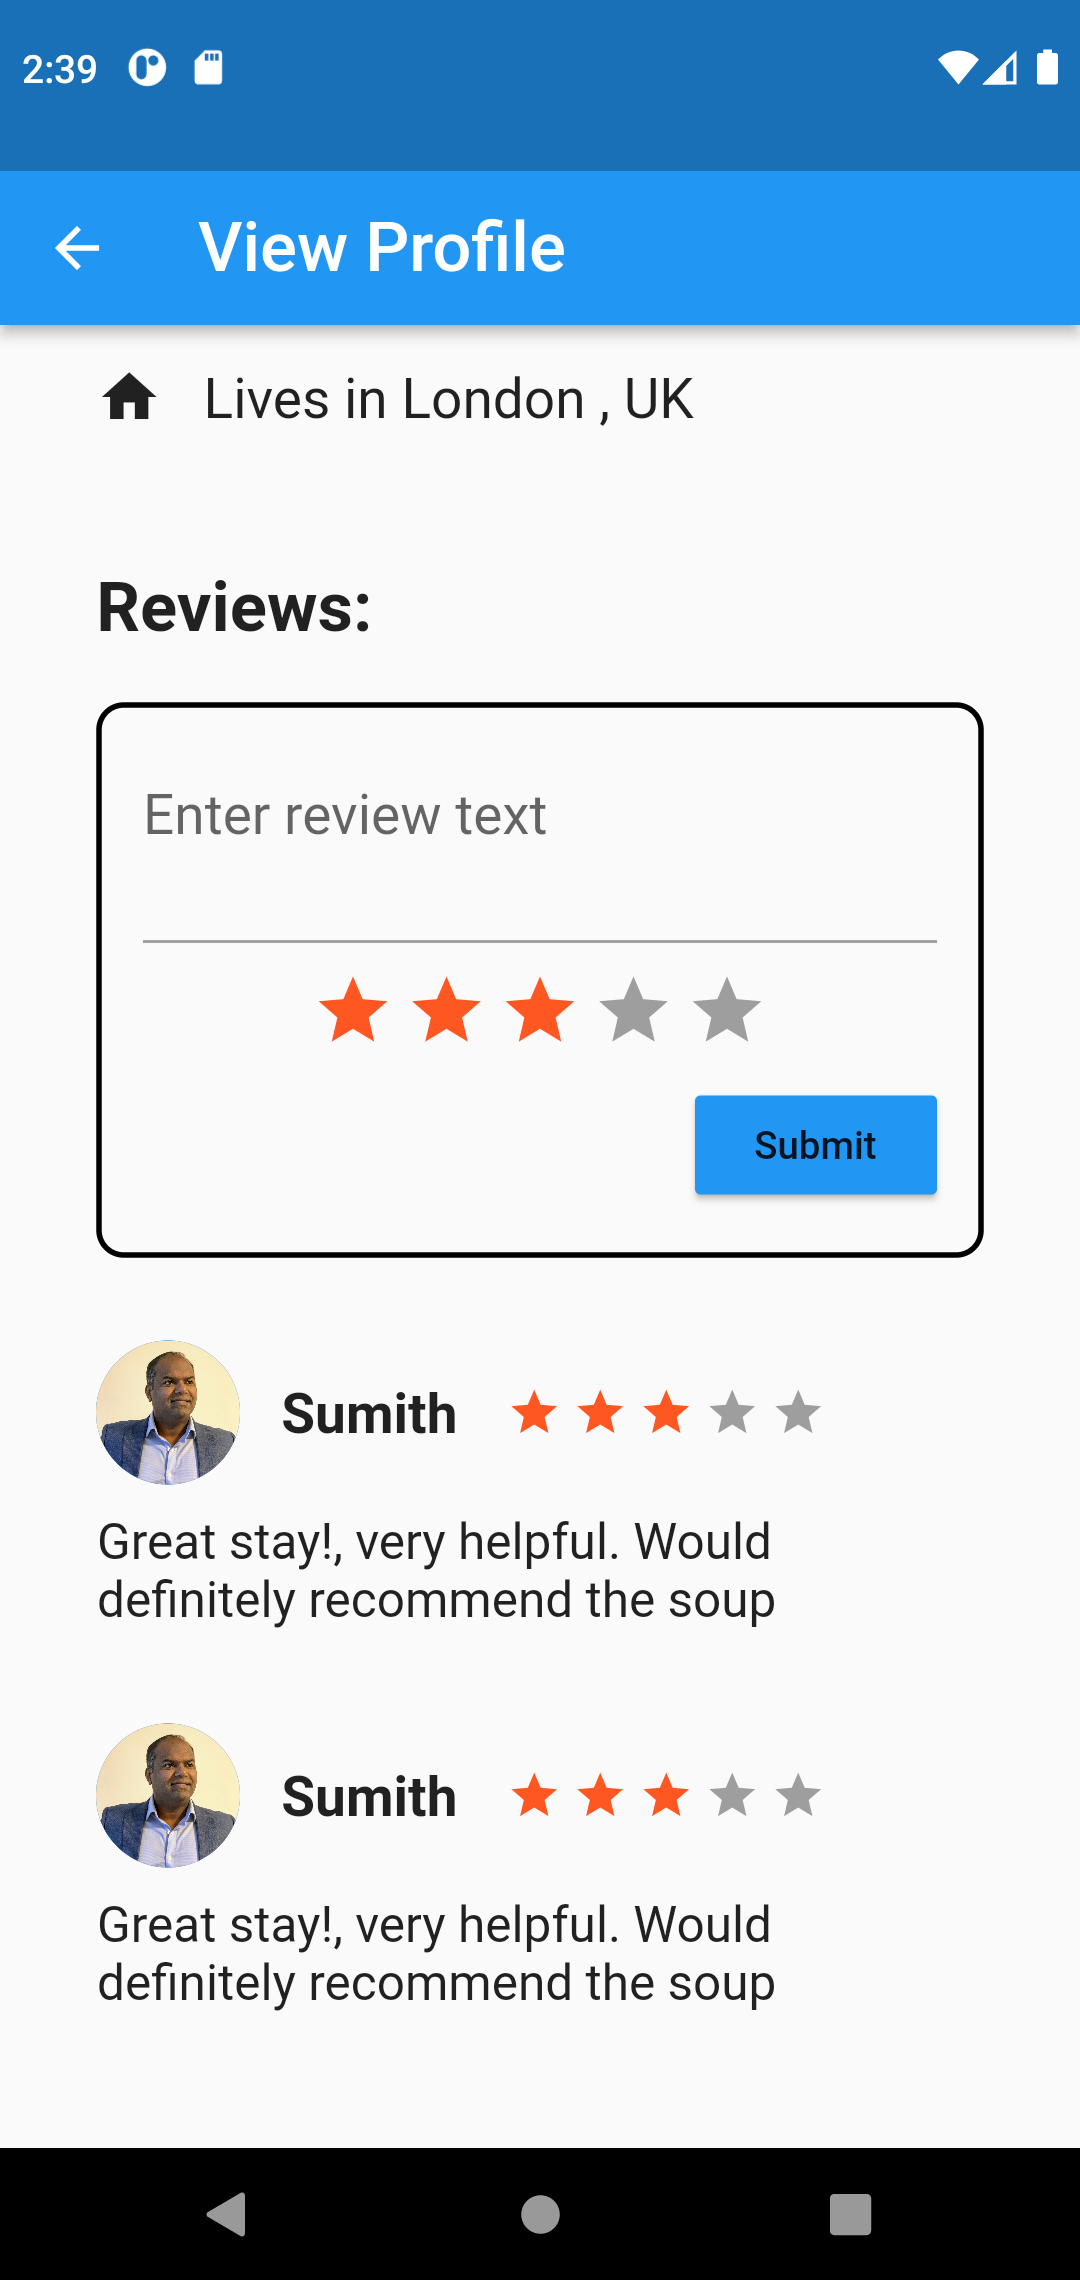 2:39
View Profile
Lives in London , UK
Reviews:
Enter review text
Submit
Sumith
Great stay!, very helpful. Would
definitely recommend the soup
Sumith
Great stay!, very helpful. Would
definitely recommend the soup